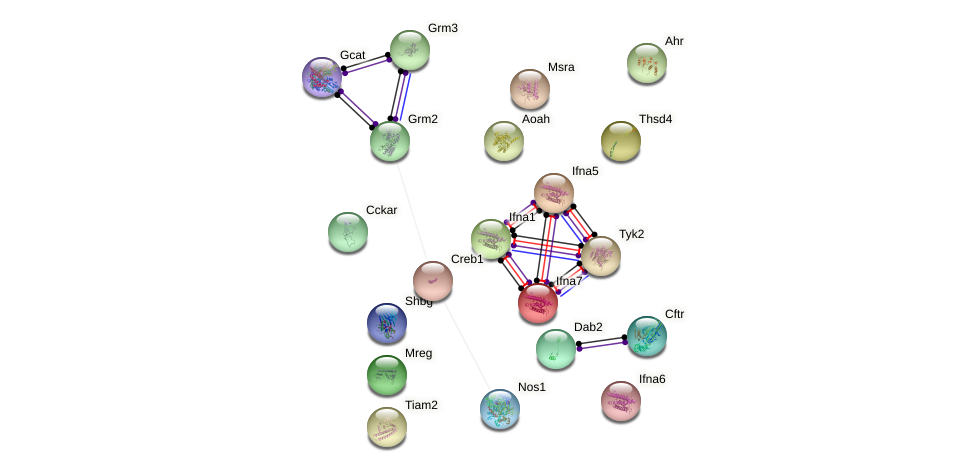 Grm3
Ahr
Gcat
Msra
Grm2
Aoah
Thsd4
Ifna5
Cckar
Ifna1
Tyk2
Creb1
Ifna7
Shbg
Cftr
Dab2
Mreg
Ifna6
Nos1
Tiam2